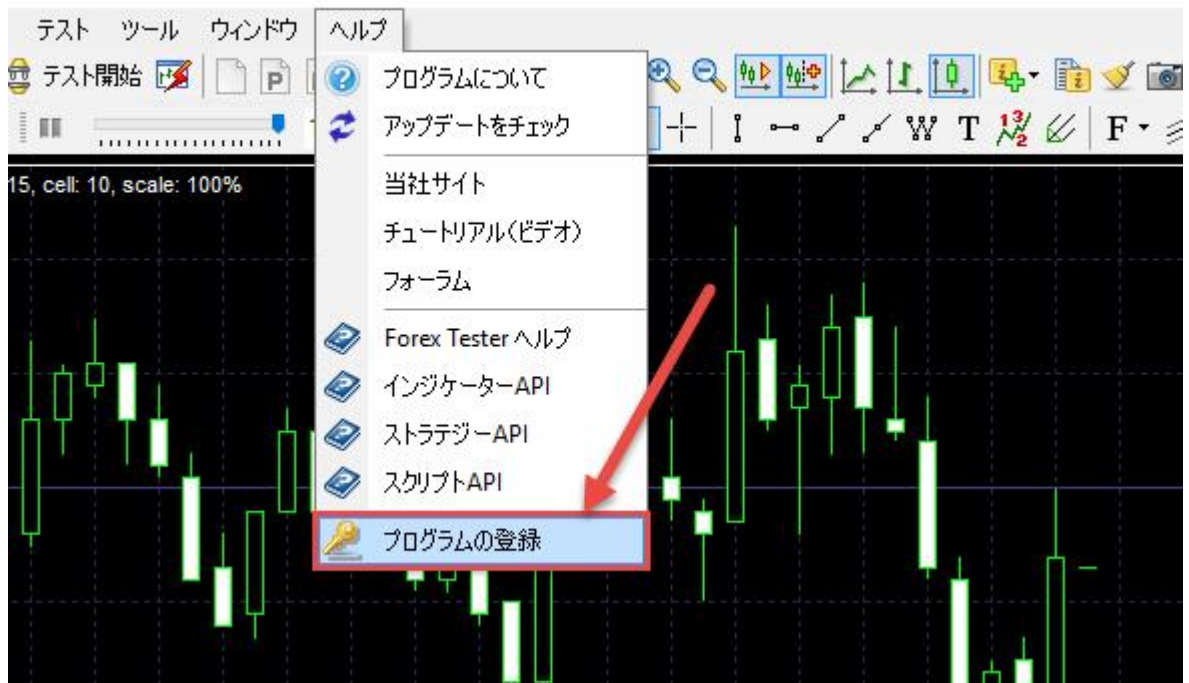 テスト ツール ウィンドウ ヘルプ
テスト開始
P
プログラムについて
アップデートをチェック
T
F
15, cell: 10, scale: 100%
当社サイト
チュートリアル(ビデオ)
フォーラム
Forex Tester ヘルプ
インジケーターAPI
ストラテジーAPI
スクリプトAPI
プログラムの登録